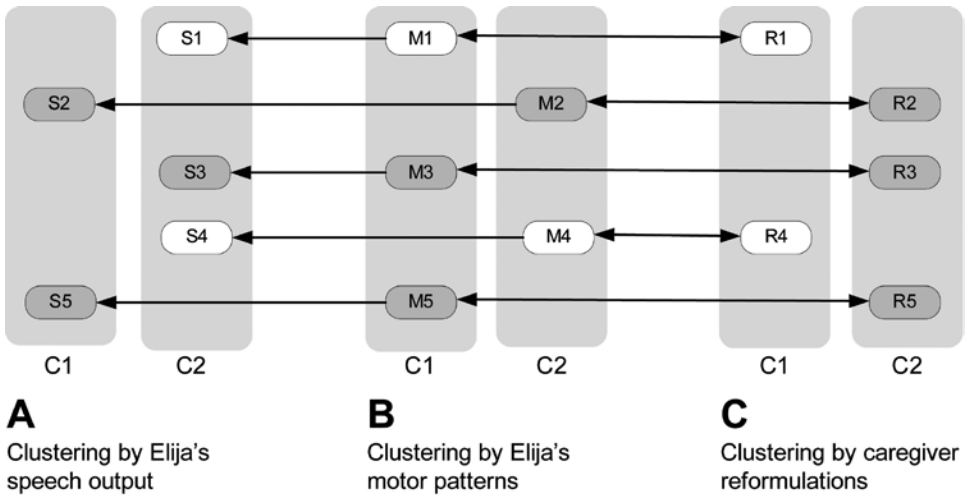 S1 M1 R1
S2 M2 R2
S3 M3 R3
S4 M4 R4
S5 M5 R5
C1 C2 C1 C2 C1 C2
A
Clustering by Elija's
speech output
B
Clustering by Elija's
motor patterns
C
Clustering by caregiver
reformulations